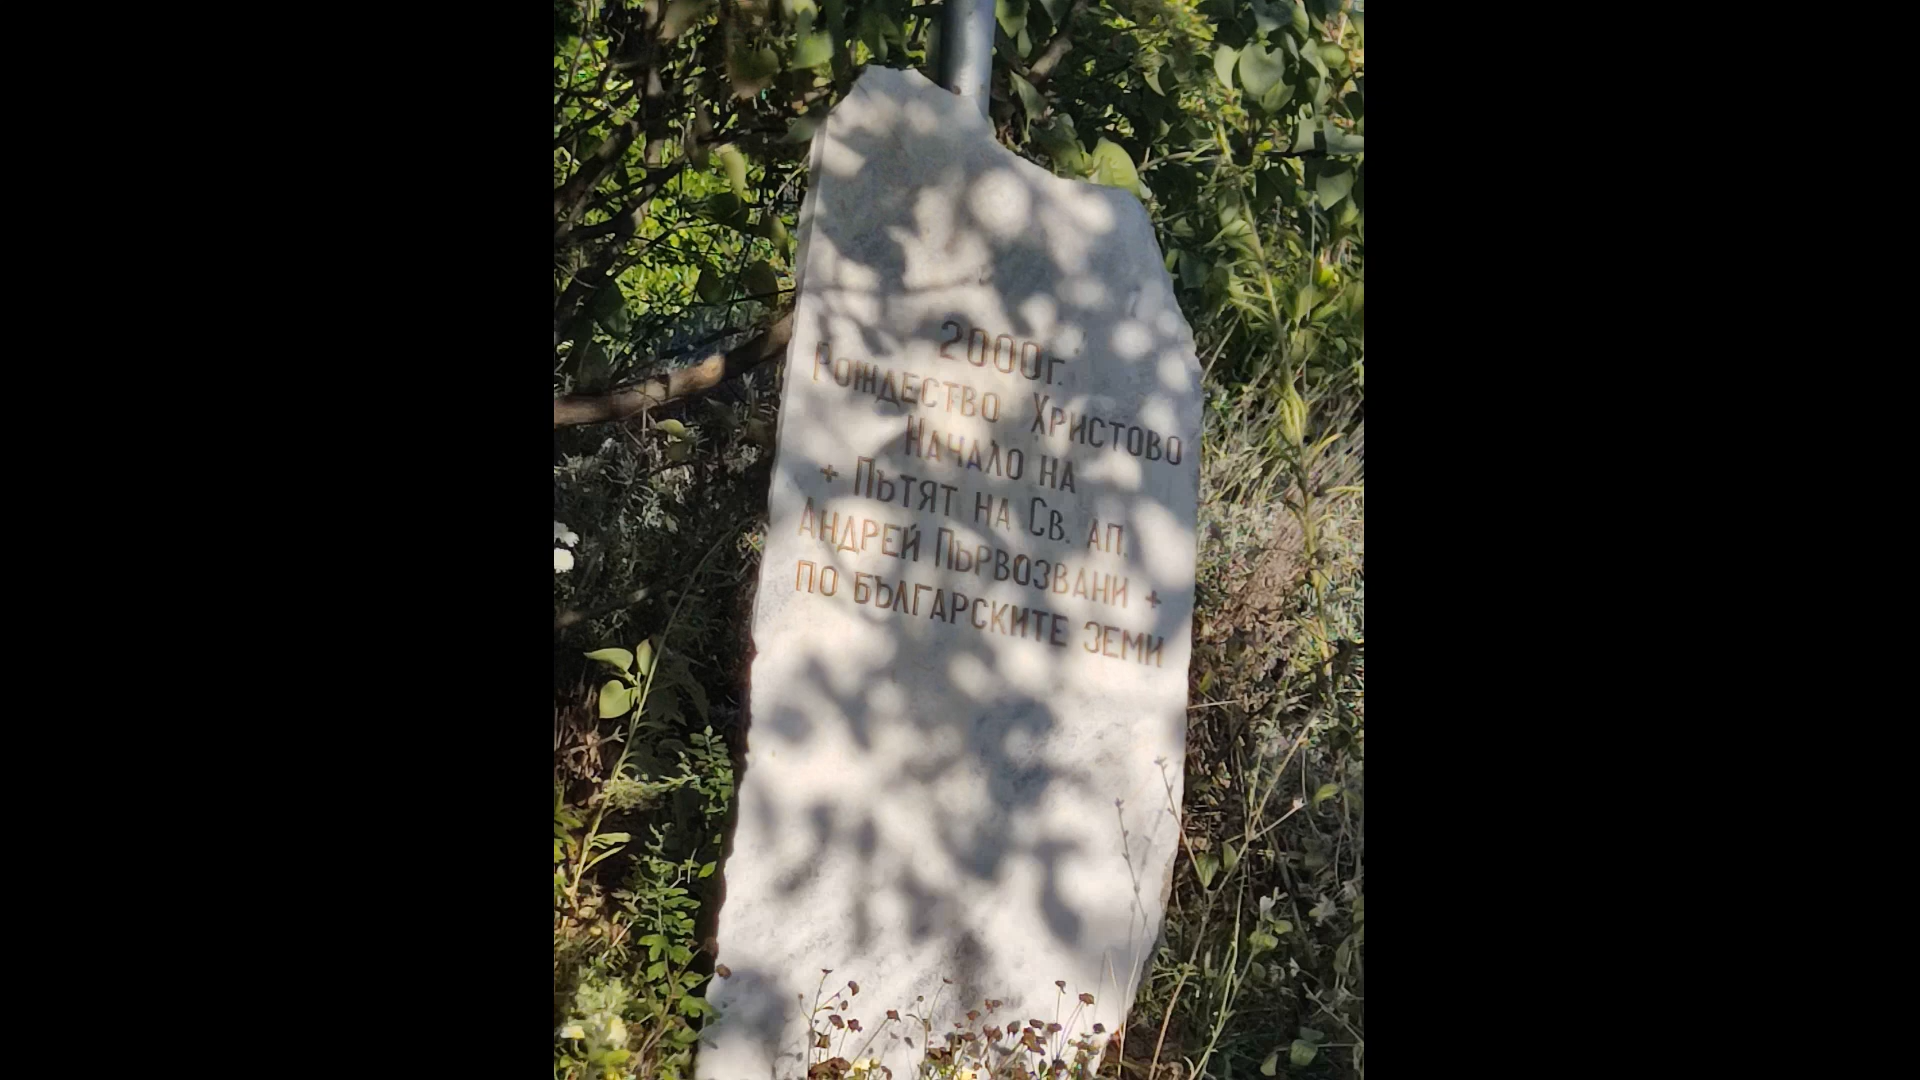 2000г.
Рождество Христово
Начало на
+ Пътят на Св. ап.
Андрей Първозвани +
по българските земи